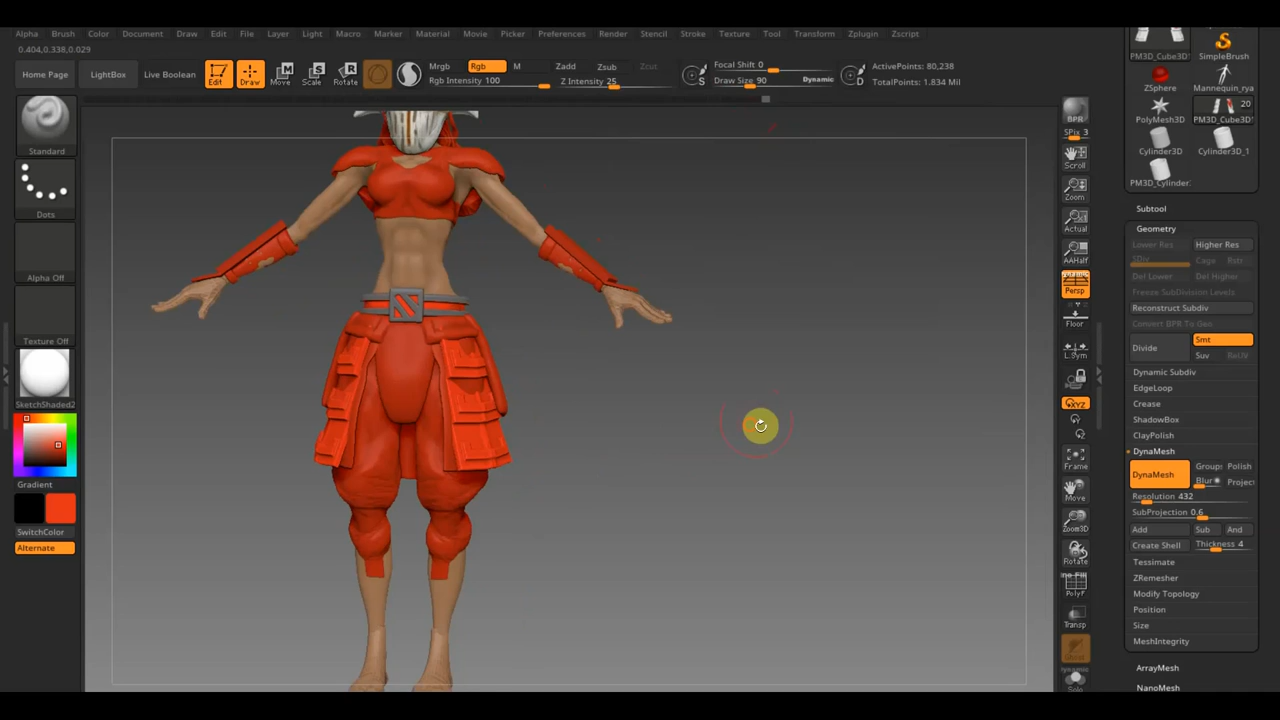 Alpha Brush Color Document Draw Edit File Layer Light Macro Marker Material Movie Picker Preferences Render Stencil Stroke Texture Tool Transform Zplugin Zscript
0.404,0.338,0.029
Home Page
LightBox
Live Boolean
Edit
Draw
Move
Scale
Rotate
Mrgb
Rgb
M
Rgb Intensity 100
Zadd
Zsub
Zcut
Z Intensity 25
S
Focal Shift 0
Draw Size 90
Dynamic
D
ActivePoints: 80,238
TotalPoints: 1.834 Mil
Standard
Dots
Alpha Off
Texture Off
SketchShaded2
Gradient
SwitchColor
Alternate
BPR
SPix 3
Scroll
Zoom
Actual
AAHalf
Persp
Floor
L.Sym
XYZ
Y
Z
Frame
Move
Zoom3D
Rotate
PolyF
Transp
Dynamic
Solo
PM3D_Cube3D
SimpleBrush
ZSphere
Mannequin_rya
20
PolyMesh3D
PM3D_Cube3D
Cylinder3D
Cylinder3D_1
PM3D_Cylinder
Subtool
Geometry
Lower Res
Higher Res
SDiv
Cage
Rstr
Del Lower
Del Higher
Freeze SubDivision Levels
Reconstruct Subdiv
Convert BPR To Geo
Divide
Smt
Suv
Dynamic Subdiv
EdgeLoop
Crease
ShadowBox
ClayPolish
DynaMesh
DynaMesh
Groups
Polish
Blur
Project
Resolution 432
SubProjection 0.6
Add
Sub
And
Create Shell
Thickness 4
Tessimate
ZRemesher
Modify Topology
Position
Size
MeshIntegrity
ArrayMesh
NanoMesh